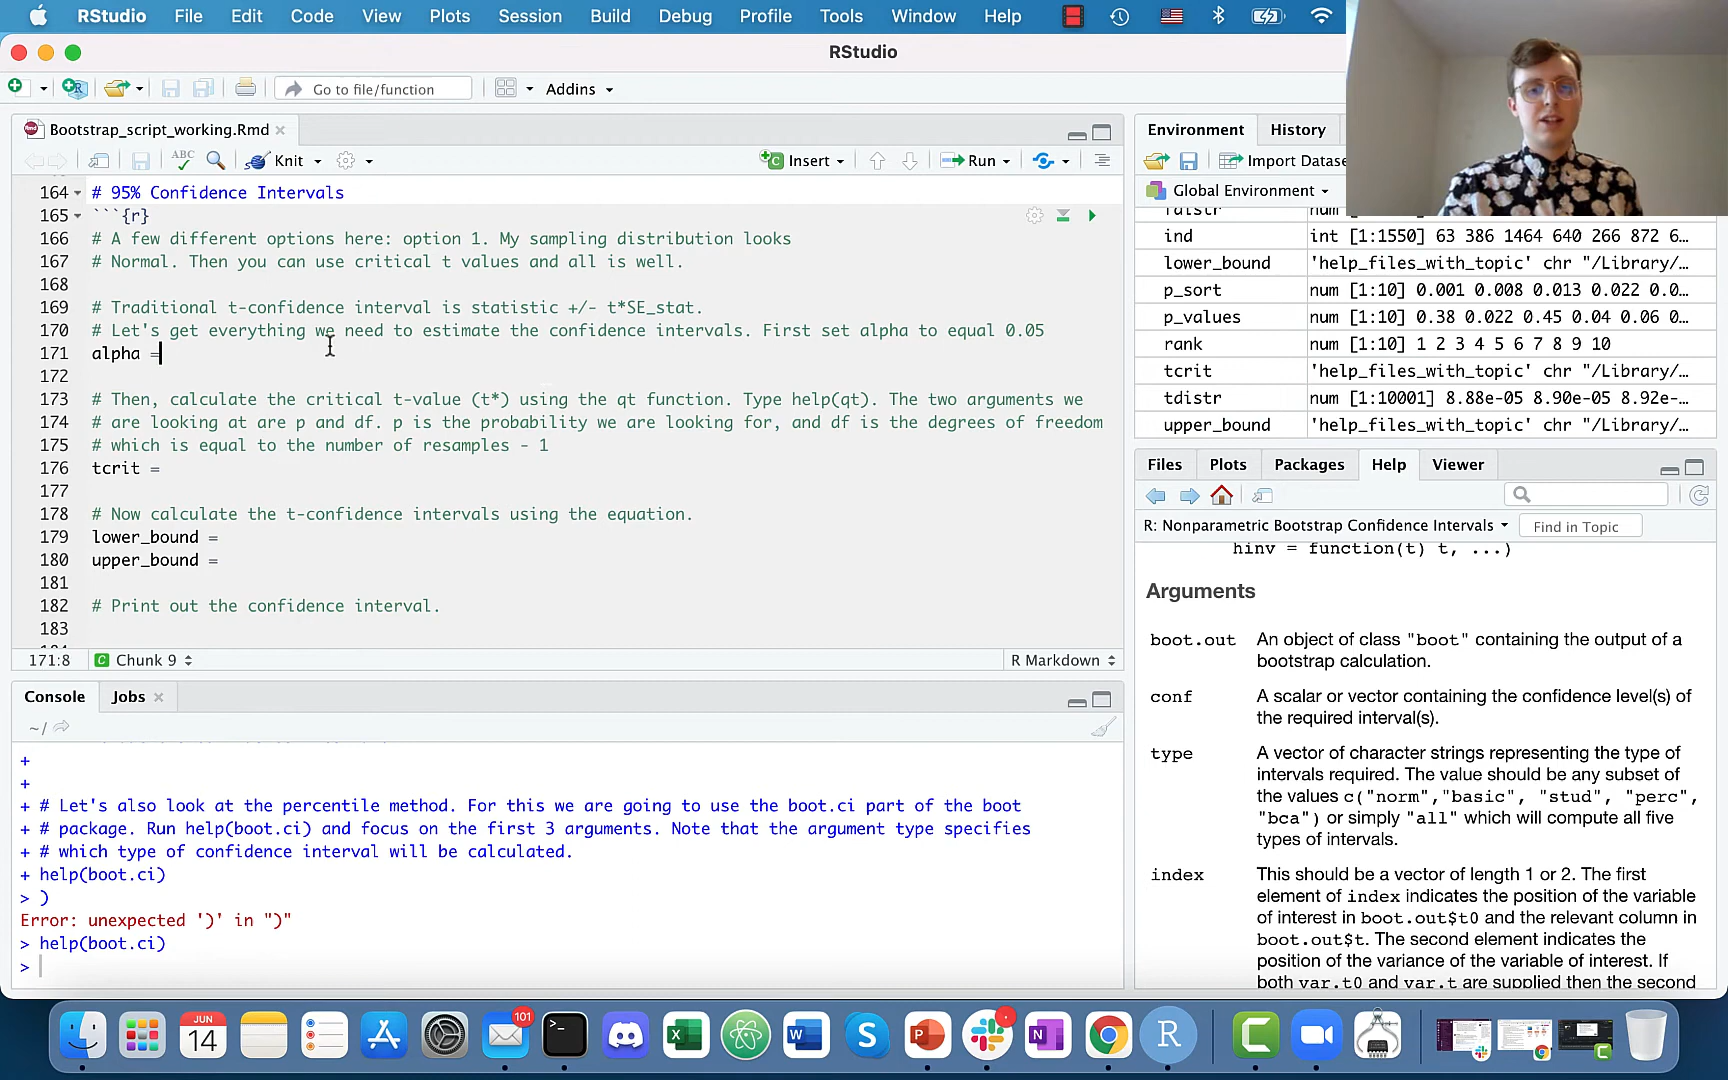 RStudio File Edit Code View Plots Session Build Debug Profile Tools Window Help
RStudio
Go to file/function
Addins
Bootstrap_script_working.Rmd
ABC
Knit
Insert
Run
164 # 95% Confidence Intervals
165 ```{r}
166 # A few different options here: option 1. My sampling distribution looks
167 # Normal. Then you can use critical t values and all is well.
168
169 # Traditional t-confidence interval is statistic +/- t*SE_stat.
170 # Let's get everything we need to estimate the confidence intervals. First set alpha to equal 0.05
171 alpha =
172
173 # Then, calculate the critical t-value (t*) using the qt function. Type help(qt). The two arguments we
174 # are looking at are p and df. p is the probability we are looking for, and df is the degrees of freedom
175 # which is equal to the number of resamples - 1
176 tcrit =
177
178 # Now calculate the t-confidence intervals using the equation.
179 lower_bound =
180 upper_bound =
181
182 # Print out the confidence interval.
183
171:8 Chunk 9 R Markdown
Console Jobs
~/
+
+
+ # Let's also look at the percentile method. For this we are going to use the boot.ci part of the boot
+ # package. Run help(boot.ci) and focus on the first 3 arguments. Note that the argument type specifies
+ # which type of confidence interval will be calculated.
+ help(boot.ci)
> )
Error: unexpected ')' in ")"
> help(boot.ci)
>
Environment History
Import Datase
Global Environment
ind int [1:1550] 63 386 1464 640 266 872 6…
lower_bound 'help_files_with_topic' chr "/Library/…
p_sort num [1:10] 0.001 0.008 0.013 0.022 0.0…
p_values num [1:10] 0.38 0.022 0.45 0.04 0.06 0…
rank num [1:10] 1 2 3 4 5 6 7 8 9 10
tcrit 'help_files_with_topic' chr "/Library/…
tdistr num [1:10001] 8.88e-05 8.90e-05 8.92e-…
upper_bound 'help_files_with_topic' chr "/Library/…
Files Plots Packages Help Viewer
R: Nonparametric Bootstrap Confidence Intervals
Find in Topic
hinv = function(t) t, ...)
Arguments
boot.out An object of class "boot" containing the output of a
bootstrap calculation.
conf A scalar or vector containing the confidence level(s) of
the required interval(s).
type A vector of character strings representing the type of
intervals required. The value should be any subset of
the values c("norm","basic", "stud", "perc",
"bca") or simply "all" which will compute all five
types of intervals.
index This should be a vector of length 1 or 2. The first
element of index indicates the position of the variable
of interest in boot.out$t0 and the relevant column in
boot.out$t. The second element indicates the
position of the variance of the variable of interest. If
both var.t0 and var.t are supplied then the second
JUN
14
101